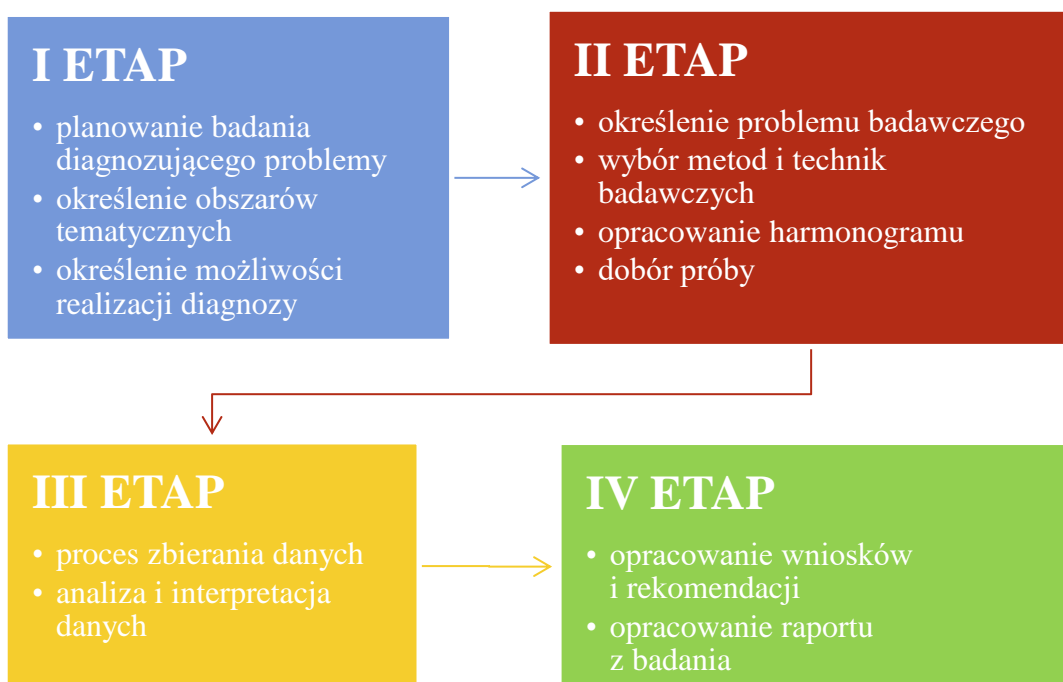 I ETAP
• planowanie badania
diagnozującego problemy
• określenie obszarów
tematycznych
• określenie możliwości
realizacji diagnozy
II ETAP
• określenie problemu badawczego
• wybór metod i technik
badawczych
• opracowanie harmonogramu
• dobór próby
III ETAP
• proces zbierania danych
• analiza i interpretacja
danych
IV ETAP
• opracowanie wniosków
i rekomendacji
• opracowanie raportu
z badania